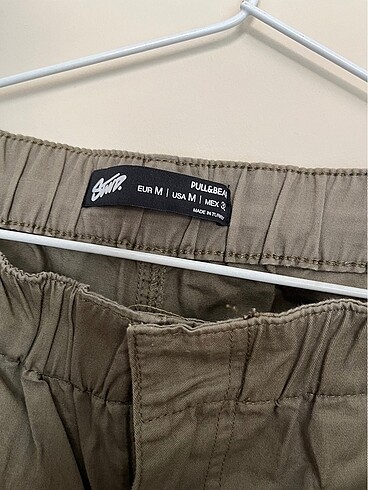 STWD.
PULL&BEAR
EUR M | USA M | MEX
MADE IN TURKEY